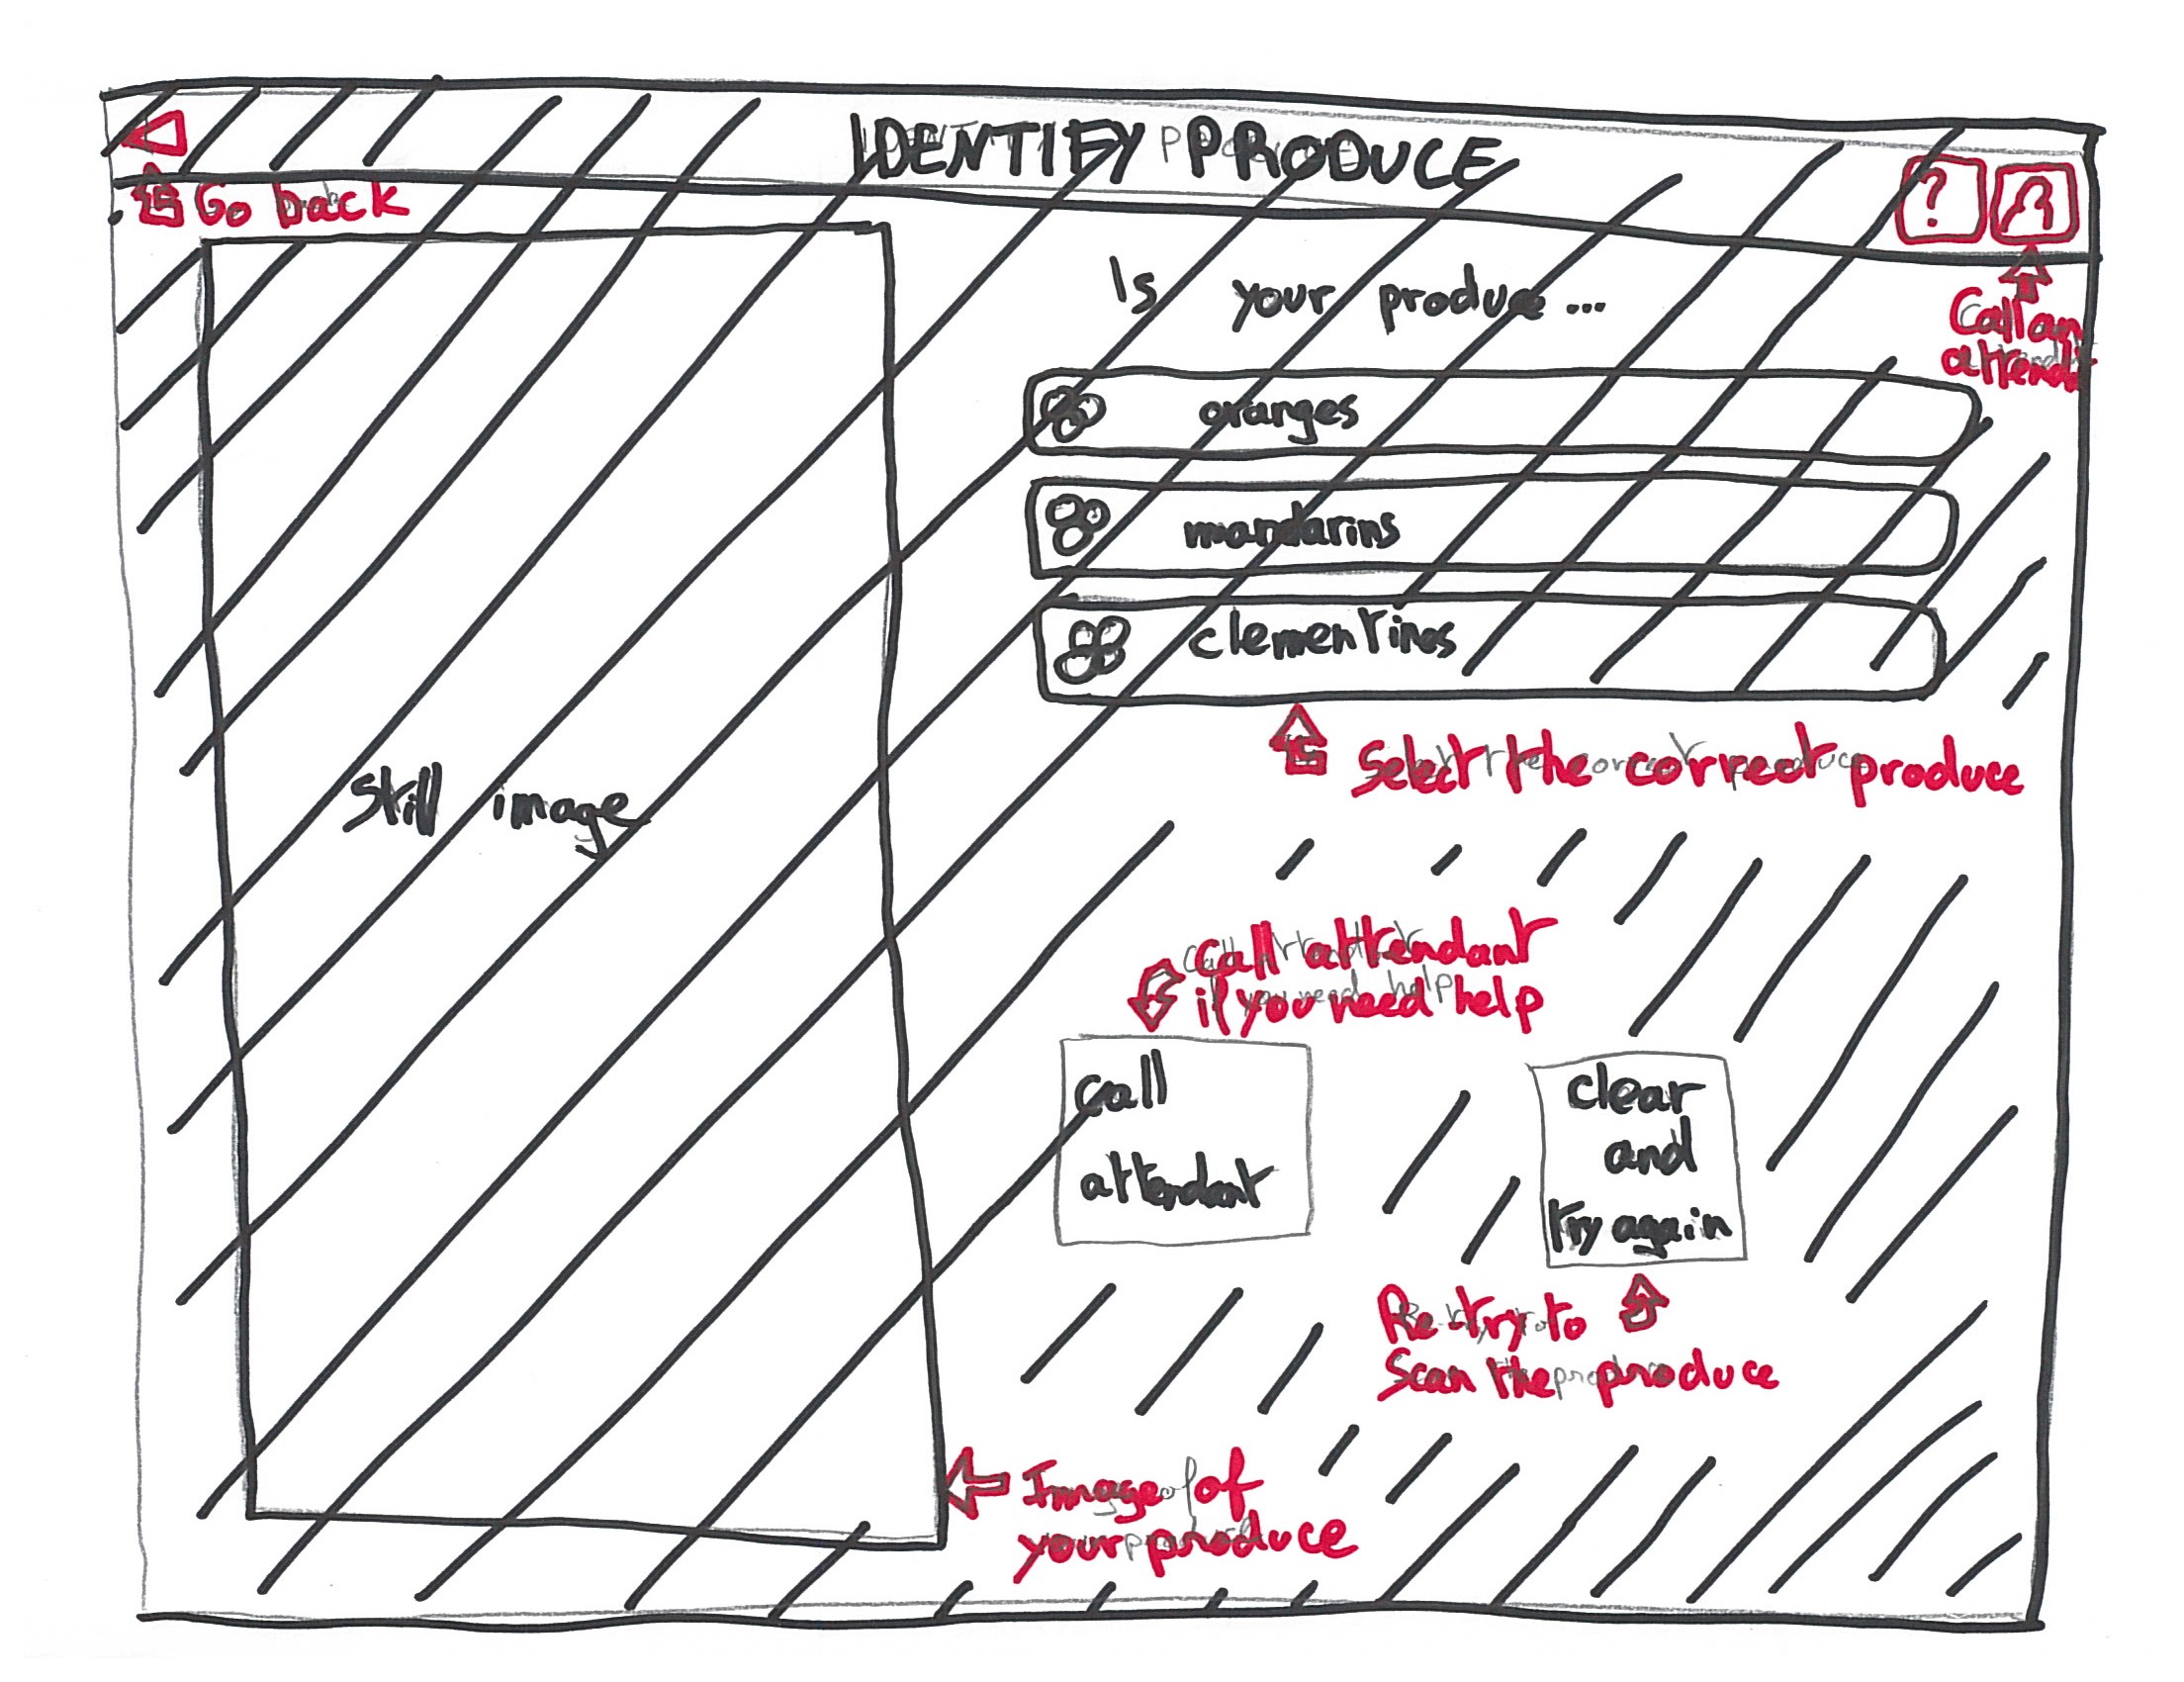 IDENTIFY PRODUCE
?
Go back
Is your produce ...
Call an
attendt
oranges
mandarins
clementines
Select the correct produce
Still image
Call attendant
if you need help
call
attendant
clear
and
try again
Re-try to
Scan the produce
Image of
your produce